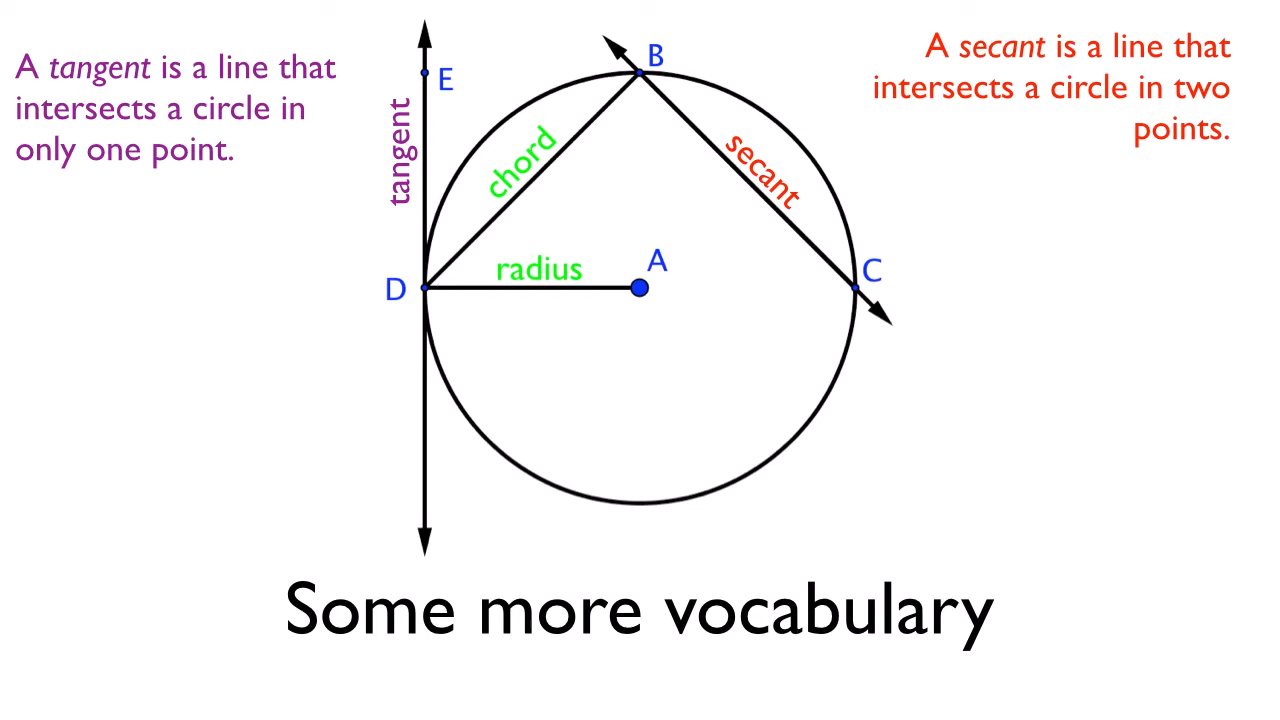 A tangent is a line that
intersects a circle in
only one point.
A secant is a line that
intersects a circle in two
points.
E
B
tangent
chord
secant
radius
A
D
C
Some more vocabulary